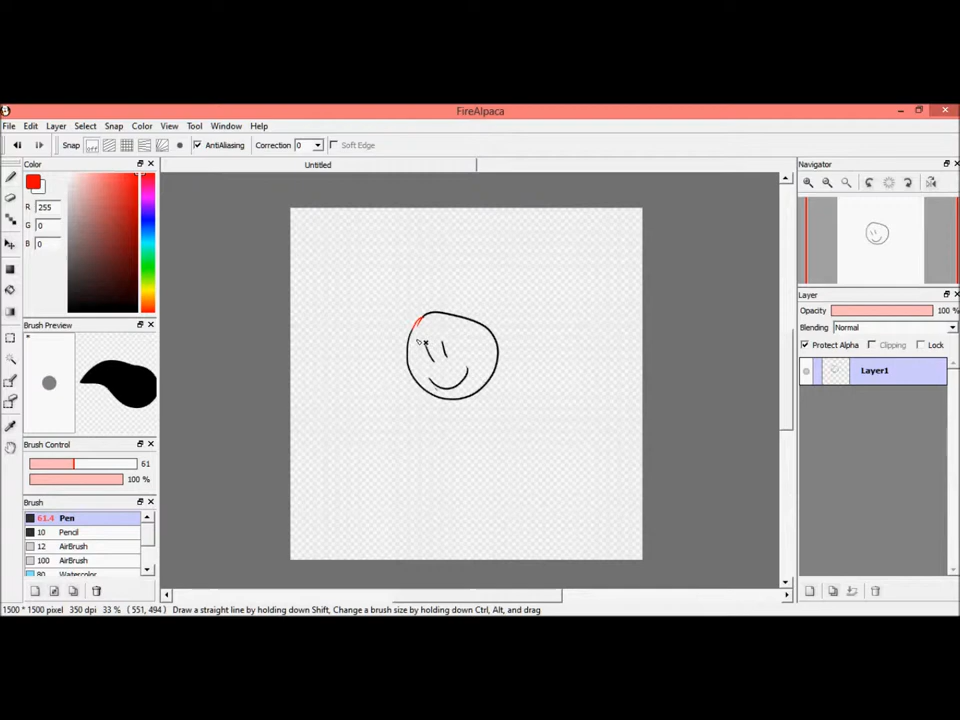 FireAlpaca
File Edit Layer Select Snap Color View Tool Window Help
Snap off AntiAliasing Correction 0 Soft Edge
Color
Untitled
Navigator
R 255
G 0
B 0
Layer
Opacity 100 %
Brush Preview
Blending Normal
Protect Alpha Lock
Layer1
Brush Control
61
100 %
Brush
61.4 Pen
10 Pencil
12 AirBrush
100 AirBrush
80 Watercolor
1500 * 1500 pixel 350 dpi 33 % (551, 494) Draw a straight line by holding down Shift, Change a brush size by holding down Ctrl, Alt, and drag